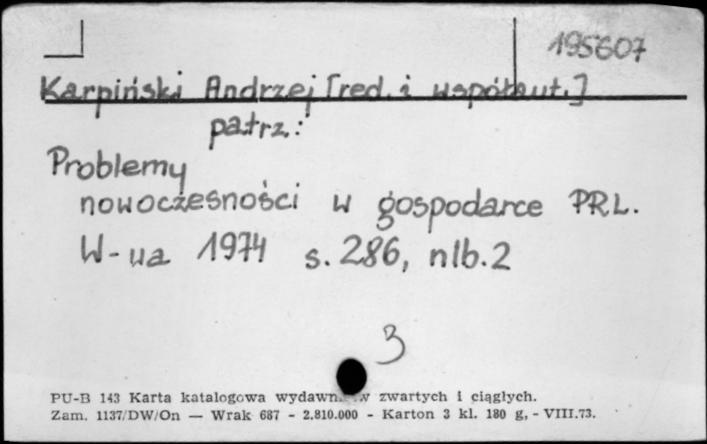 195607
Karpiński Andrzej [red. i współaut.]
patrz:
Problemy
nowoczesności w gospodarce PRL.
W-wa 1974 s. 286, nlb. 2
3
PU-B 143 Karta katalogowa zwartych i ciągłych.
Zam. 1137/DW/On — Wrak 687 - 2.810.000 - Karton 3 kl. 180 g, - VIII.73.